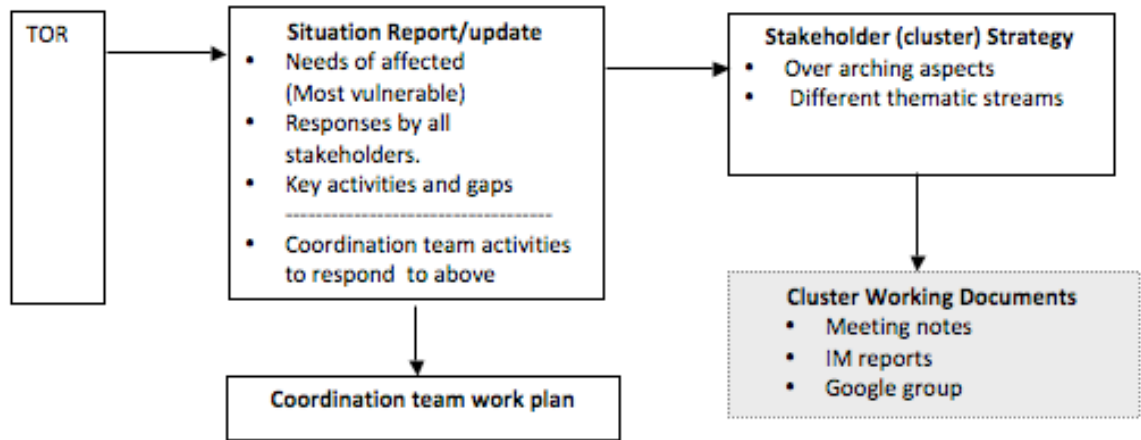 TOR
Situation Report/update
• Needs of affected
(Most vulnerable)
• Responses by all
stakeholders.
• Key activities and gaps
------------------------------------
• Coordination team activities
to respond to above
Stakeholder (cluster) Strategy
• Over arching aspects
• Different thematic streams
Cluster Working Documents
• Meeting notes
• IM reports
• Google group
Coordination team work plan